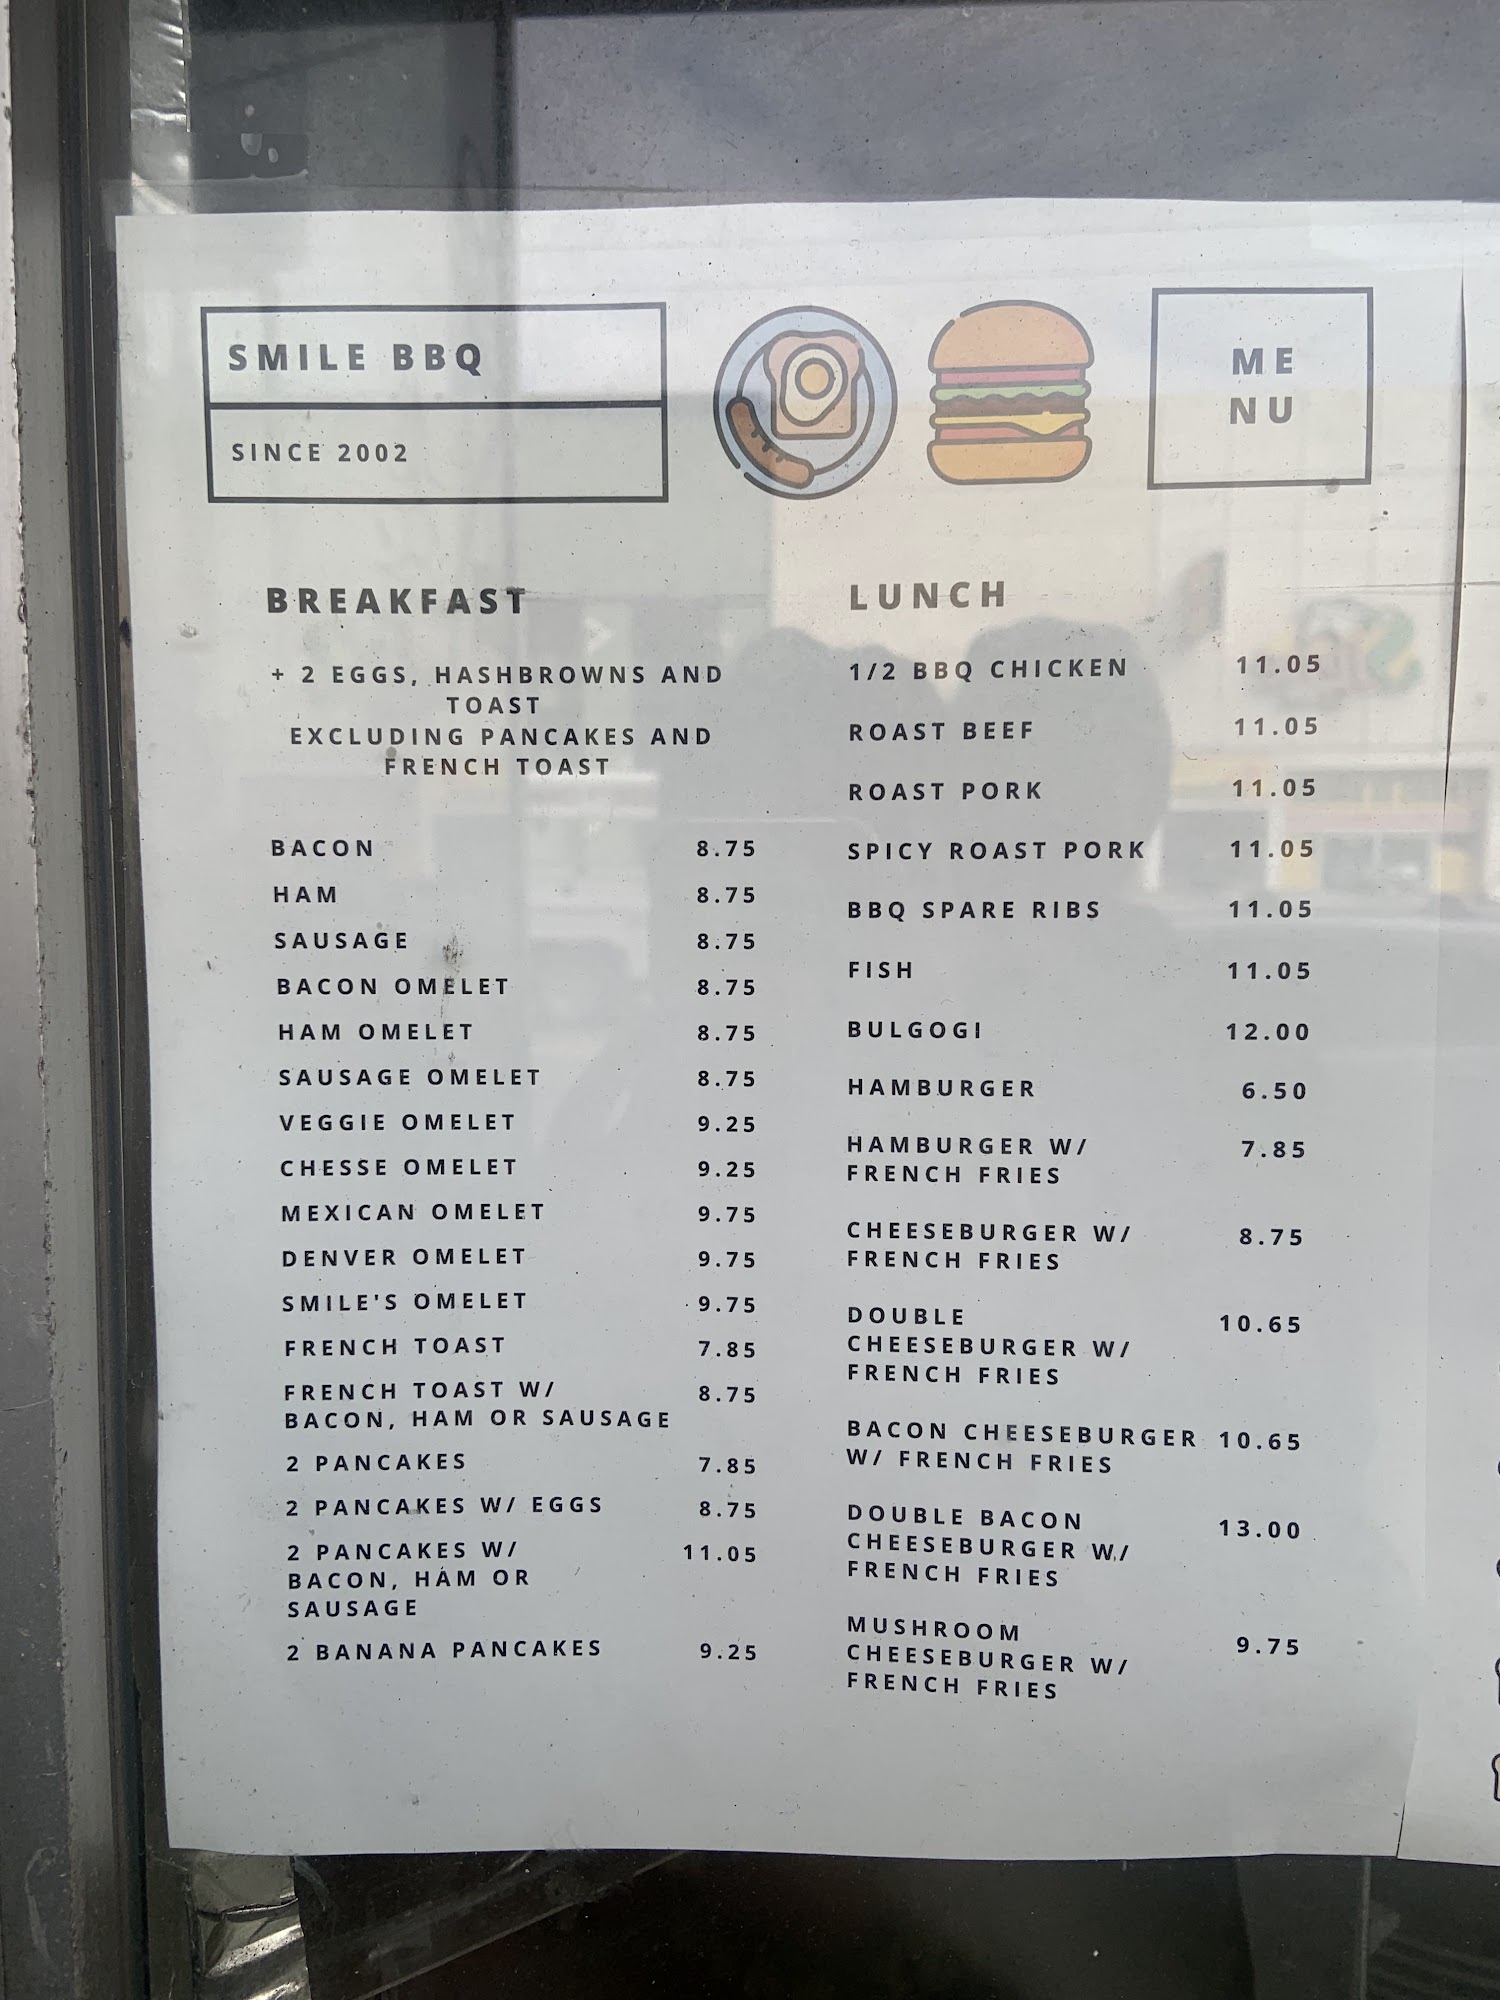 SMILE BBQ
SINCE 2002
ME
NU
BREAKFAST
+ 2 EGGS, HASHBROWNS AND
TOAST
EXCLUDING PANCAKES AND
FRENCH TOAST
BACON 8.75
HAM 8.75
SAUSAGE 8.75
BACON OMELET 8.75
HAM OMELET 8.75
SAUSAGE OMELET 8.75
VEGGIE OMELET 9.25
CHESSE OMELET 9.25
MEXICAN OMELET 9.75
DENVER OMELET 9.75
SMILE'S OMELET 9.75
FRENCH TOAST 7.85
FRENCH TOAST W/ 8.75
BACON, HAM OR SAUSAGE
2 PANCAKES 7.85
2 PANCAKES W/ EGGS 8.75
2 PANCAKES W/ 11.05
BACON, HAM OR
SAUSAGE
2 BANANA PANCAKES 9.25
LUNCH
1/2 BBQ CHICKEN 11.05
ROAST BEEF 11.05
ROAST PORK 11.05
SPICY ROAST PORK 11.05
BBQ SPARE RIBS 11.05
FISH 11.05
BULGOGI 12.00
HAMBURGER 6.50
HAMBURGER W/ 7.85
FRENCH FRIES
CHEESEBURGER W/ 8.75
FRENCH FRIES
DOUBLE 10.65
CHEESEBURGER W/
FRENCH FRIES
BACON CHEESEBURGER 10.65
W/ FRENCH FRIES
DOUBLE BACON 13.00
CHEESEBURGER W/
FRENCH FRIES
MUSHROOM 9.75
CHEESEBURGER W/
FRENCH FRIES